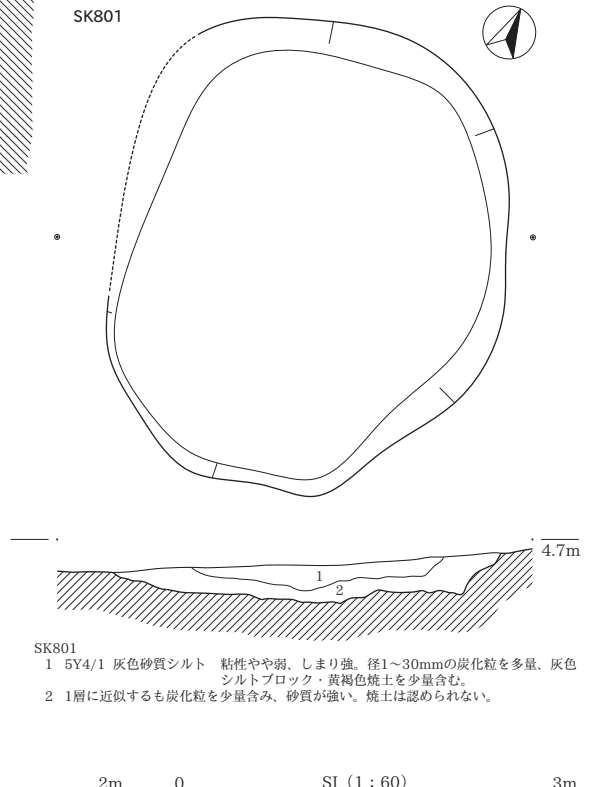 SK801
4.7m
1
2
SK801
1 5Y4/1 灰色砂質シルト 粘性やや弱、しまり強。径1～30mmの炭化粒を多量、灰色
シルトブロック・黄褐色焼土を少量含む。
2 1層に近似するも炭化粒を少量含み、砂質が強い。焼土は認められない。
2m 0 SI（1：60） 3m